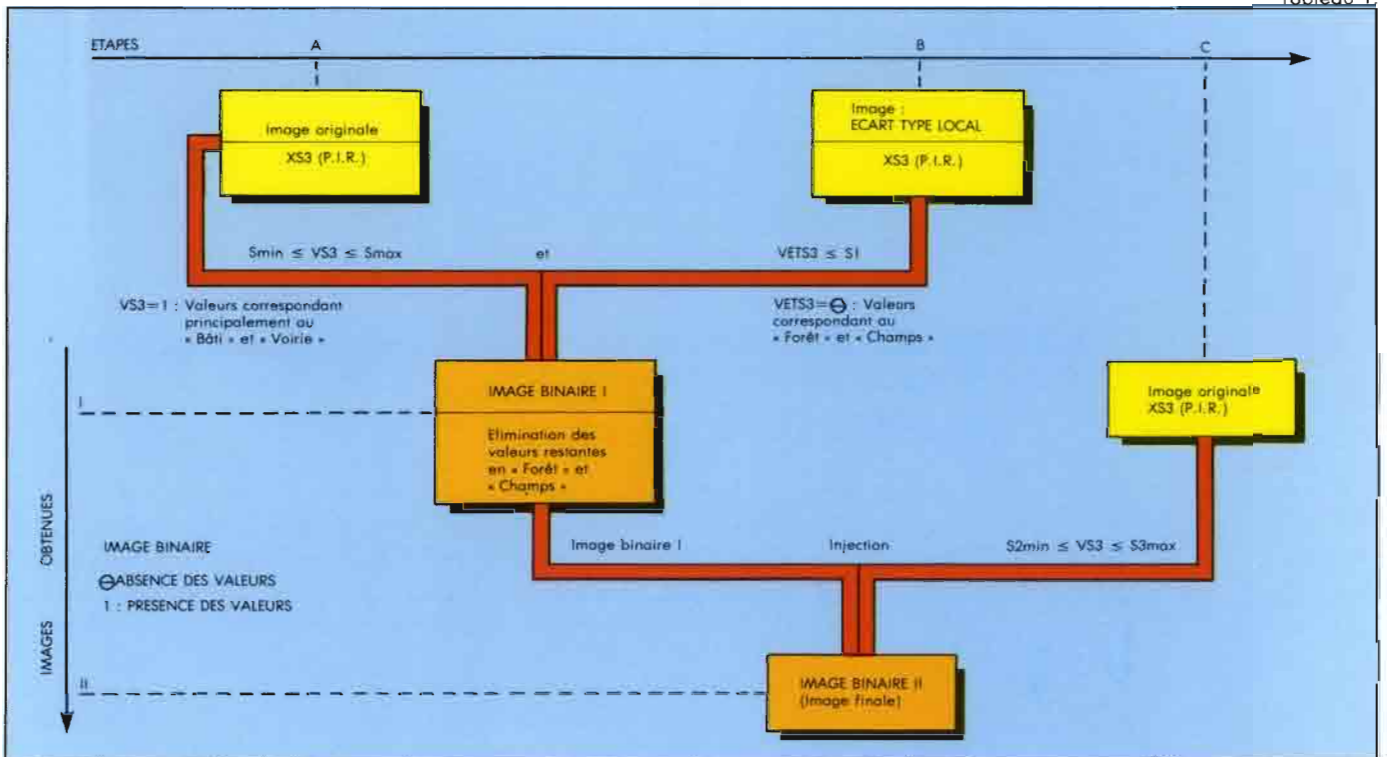 Tableau 1.
ETAPES
A
B
C
Image originale
XS3 (P.I.R.)
Image :
ECART TYPE LOCAL
XS3 (P.I.R.)
Smin ≤ VS3 ≤ Smax
et
VETS3 ≤ S1
VS3=1 : Valeurs correspondant
principalement au
« Bâti » et « Voirie »
VETS3=⊖ : Valeurs
correspondant au
« Forêt » et « Champs »
I
IMAGE BINAIRE I
Elimination des
valeurs restantes
en « Forêt » et
« Champs »
Image originale
XS3 (P.I.R.)
IMAGES OBTENUES
IMAGE BINAIRE
⊖ABSENCE DES VALEURS
1 : PRESENCE DES VALEURS
Image binaire I
Injection
S2min ≤ VS3 ≤ S3max
II
IMAGE BINAIRE II
(Image finale)